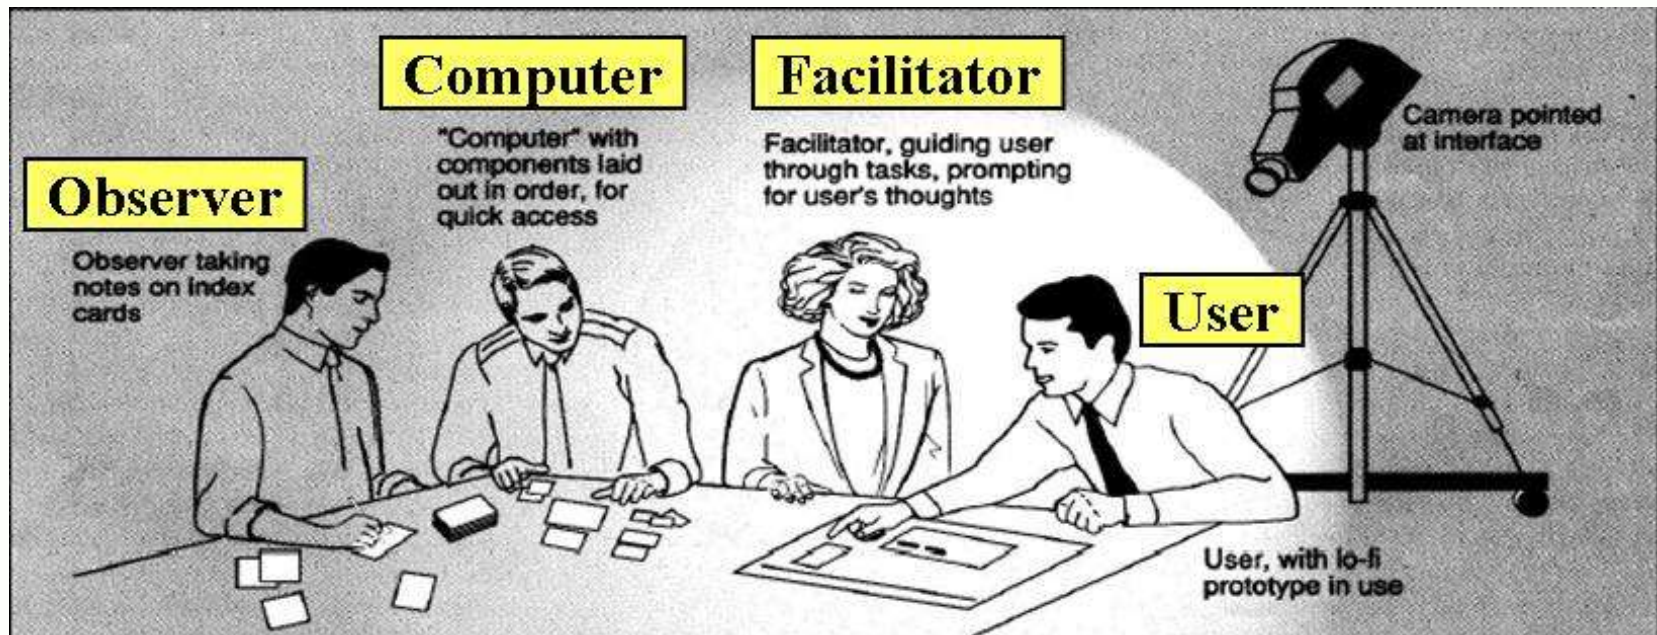 Observer
Observer taking
notes on index
cards
Computer
"Computer" with
components laid
out in order, for
quick access
Facilitator
Facilitator, guiding user
through tasks, prompting
for user's thoughts
Camera pointed
at interface
User
User, with lo-fi
prototype in use